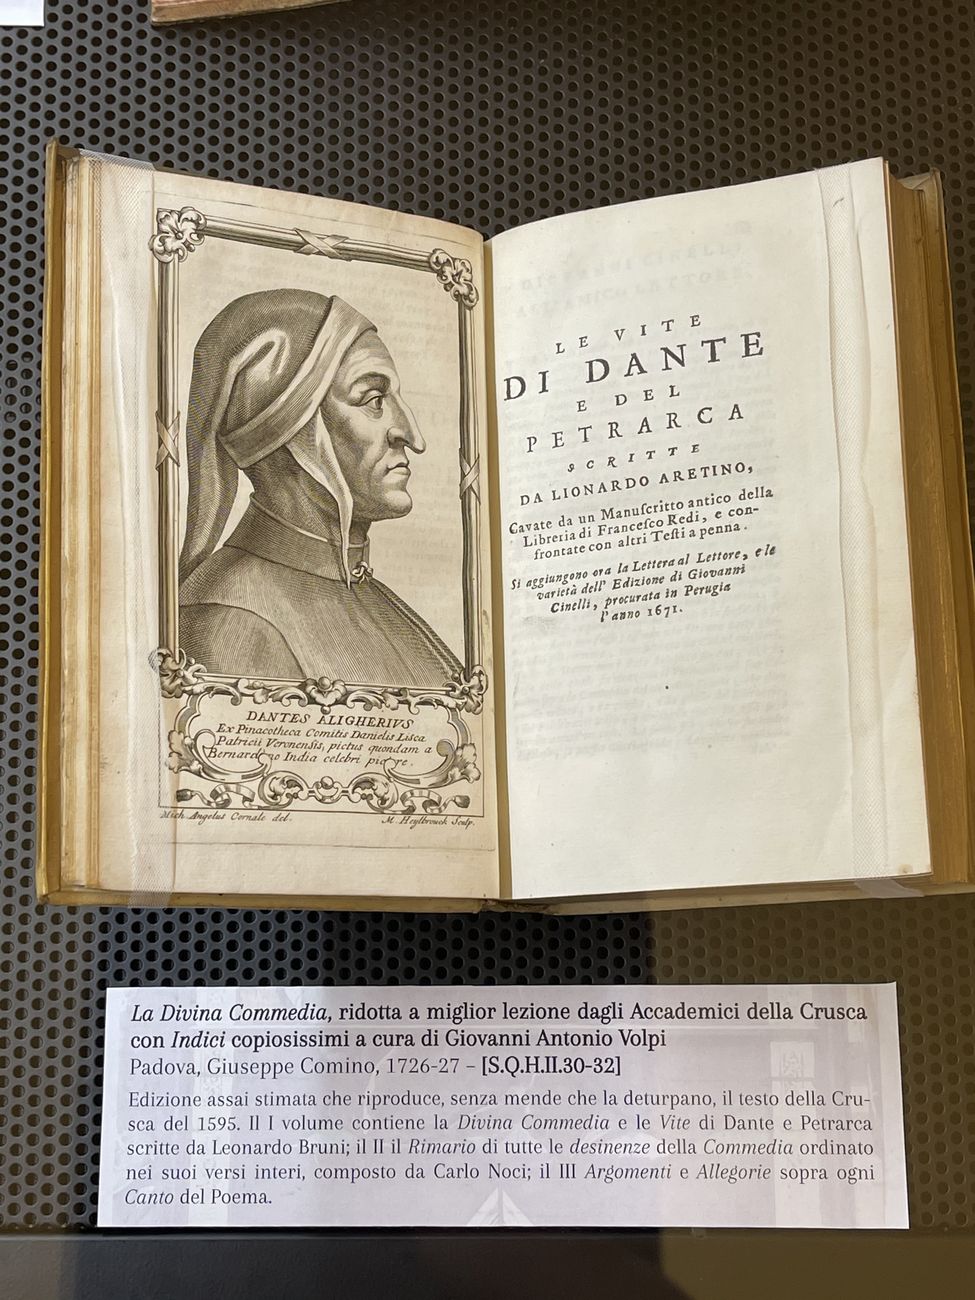 DANTES ALIGHERIVS
Ex Pinacotheca Comitis Danielis Lisca
Patricii Veronensis, pictus quondam a
Bernardino India celebri pictore.
Mich. Angelus Cornale del.
M. Heylbrouck Sculp.
LE VITE
DI DANTE
E DEL
PETRARCA
SCRITTE
DA LIONARDO ARETINO,
Cavate da un Manuſcritto antico della
Libreria di Franceſco Redi, e con-
frontate con altri Teſti a penna.
Si aggiungono ora la Lettera al Lettore, e le
varietà dell' Edizione di Giovanni
Cinelli, procurata in Perugia
l'anno 1671.
La Divina Commedia, ridotta a miglior lezione dagli Accademici della Crusca
con Indici copiosissimi a cura di Giovanni Antonio Volpi
Padova, Giuseppe Comino, 1726-27 – [S.Q.H.II.30-32]
Edizione assai stimata che riproduce, senza mende che la deturpano, il testo della Cru-
sca del 1595. Il I volume contiene la Divina Commedia e le Vite di Dante e Petrarca
scritte da Leonardo Bruni; il II il Rimario di tutte le desinenze della Commedia ordinato
nei suoi versi interi, composto da Carlo Noci; il III Argomenti e Allegorie sopra ogni
Canto del Poema.